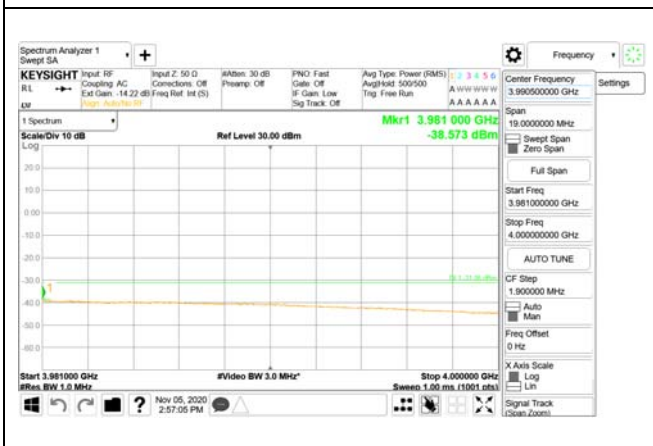 Spectrum Analyzer 1
Swept SA
Frequency
KEYSIGHT
RL
Input: RF
Coupling: AC
Ext Gain: -14.22 dB
Align: Auto/No RF
Input Z: 50 Ω
Corrections: Off
Freq Ref: Int (S)
#Atten: 30 dB
Preamp: Off
PNO: Fast
Gate: Off
IF Gain: Low
Sig Track: Off
Avg Type: Power (RMS)
Avg|Hold: 500/500
Trig: Free Run
1 2 3 4 5 6
A W W W W W
A A A A A A
1 Spectrum
Scale/Div 10 dB
Ref Level 30.00 dBm
Mkr1 3.981 000 GHz
-38.573 dBm
Log
20.0
10.0
0.00
-10.0
-20.0
-30.0
1
-40.0
-50.0
-60.0
Start 3.981000 GHz
#Video BW 3.0 MHz*
Stop 4.000000 GHz
#Res BW 1.0 MHz
Sweep 1.00 ms (1001 pts)
Nov 05, 2020
2:57:05 PM
Center Frequency
3.990500000 GHz
Settings
Span
19.0000000 MHz
Swept Span
Zero Span
Full Span
Start Freq
3.981000000 GHz
Stop Freq
4.000000000 GHz
AUTO TUNE
CF Step
1.900000 MHz
Auto
Man
Freq Offset
0 Hz
X Axis Scale
Log
Lin
Signal Track
(Span Zoom)